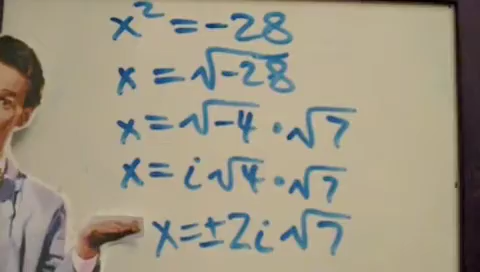 x² = -28
x = √-28
x = √-4 · √7
x = i√4 · √7
x = ±2i√7